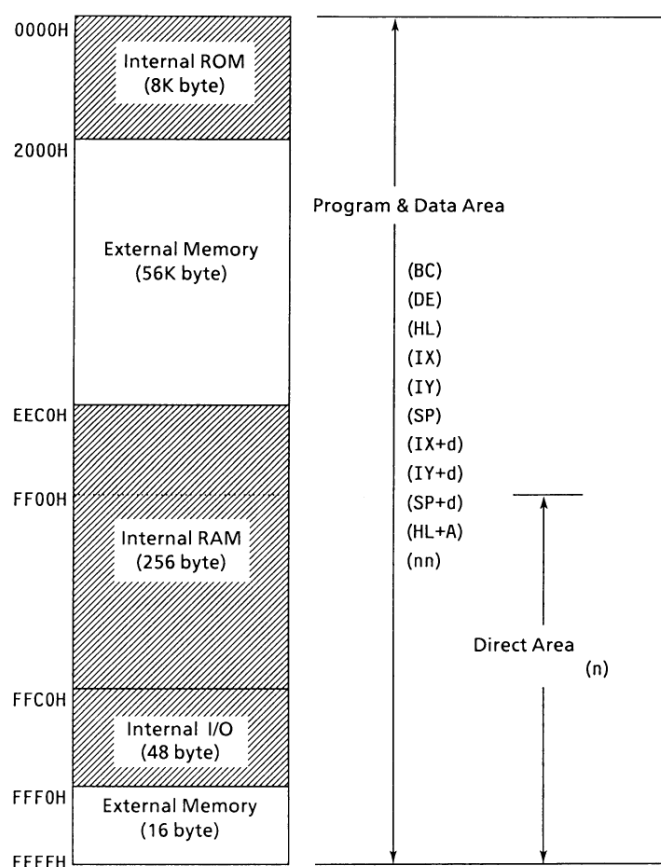 0000H
Internal ROM
(8K byte)
2000H
Program & Data Area
External Memory
(56K byte)
(BC)
(DE)
(HL)
(IX)
(IY)
(SP)
(IX+d)
(IY+d)
(SP+d)
(HL+A)
(nn)
EEC0H
FF00H
Internal RAM
(256 byte)
Direct Area
(n)
FFC0H
Internal I/O
(48 byte)
FFF0H
External Memory
(16 byte)
FFFFH